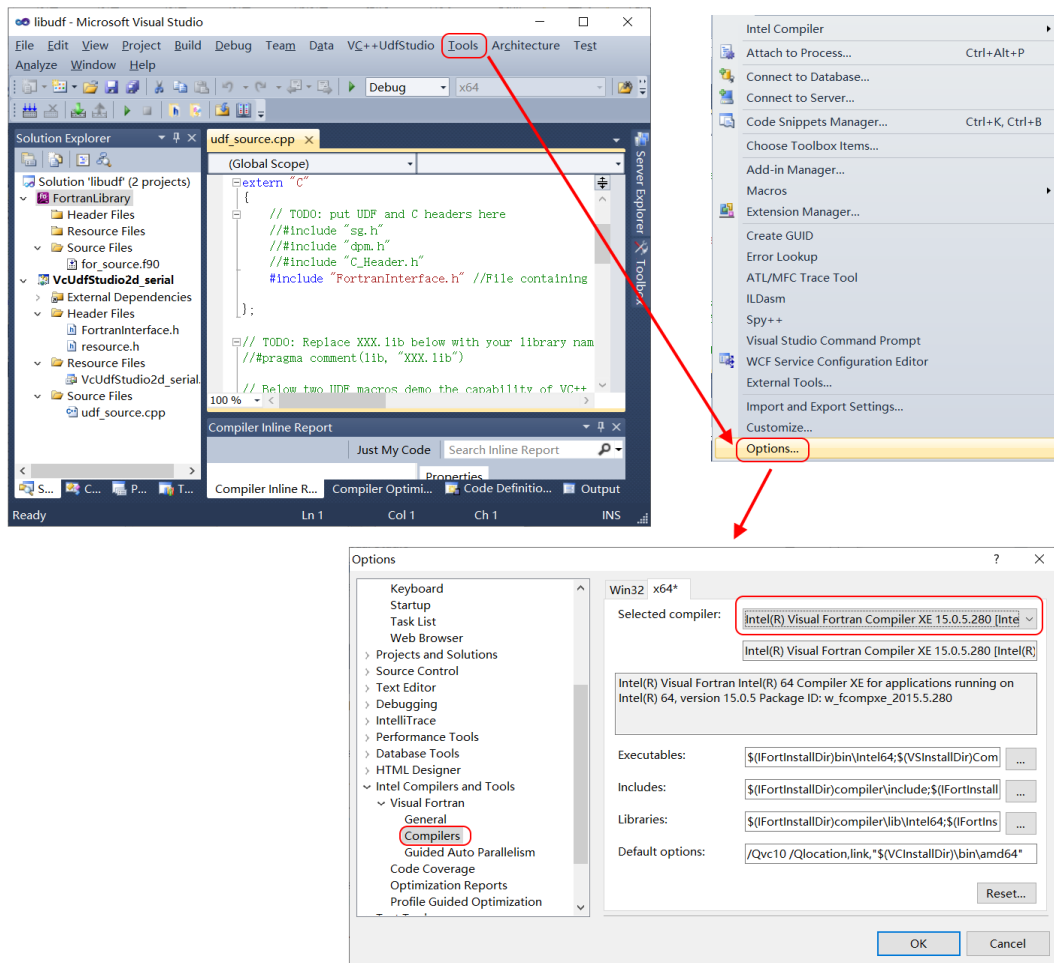 libudf - Microsoft Visual Studio
File Edit View Project Build Debug Team Data VC++UdfStudio Tools Architecture Test
Analyze Window Help
Debug x64
Solution Explorer
Solution 'libudf' (2 projects)
FortranLibrary
Header Files
Resource Files
Source Files
for_source.f90
VcUdfStudio2d_serial
External Dependencies
Header Files
FortranInterface.h
resource.h
Resource Files
VcUdfStudio2d_serial.
Source Files
udf_source.cpp
S... C... P... T...
udf_source.cpp
(Global Scope)
extern "C"
{
// TODO: put UDF and C headers here
//#include "sg.h"
//#include "dpm.h"
//#include "C_Header.h"
#include "FortranInterface.h" //File containing
};
// TODO: Replace XXX.lib below with your library nam
//#pragma comment(lib, "XXX.lib")
// Below two UDF macros demo the capability of VC++
100 %
Server Explorer
Toolbox
Compiler Inline Report
Just My Code Search Inline Report
Properties
Compiler Inline R... Compiler Optimi... Code Definitio... Output
Ready Ln 1 Col 1 Ch 1 INS
Intel Compiler
Attach to Process... Ctrl+Alt+P
Connect to Database...
Connect to Server...
Code Snippets Manager... Ctrl+K, Ctrl+B
Choose Toolbox Items...
Add-in Manager...
Macros
Extension Manager...
Create GUID
Error Lookup
ATL/MFC Trace Tool
ILDasm
Spy++
Visual Studio Command Prompt
WCF Service Configuration Editor
External Tools...
Import and Export Settings...
Customize...
Options...
Options
Keyboard
Startup
Task List
Web Browser
Projects and Solutions
Source Control
Text Editor
Debugging
IntelliTrace
Performance Tools
Database Tools
HTML Designer
Intel Compilers and Tools
Visual Fortran
General
Compilers
Guided Auto Parallelism
Code Coverage
Optimization Reports
Profile Guided Optimization
Win32 x64*
Selected compiler: Intel(R) Visual Fortran Compiler XE 15.0.5.280 [Inte
Intel(R) Visual Fortran Compiler XE 15.0.5.280 [Intel(R)
Intel(R) Visual Fortran Intel(R) 64 Compiler XE for applications running on
Intel(R) 64, version 15.0.5 Package ID: w_fcompxe_2015.5.280
Executables: $(IFortInstallDir)bin\Intel64;$(VSInstallDir)Com ...
Includes: $(IFortInstallDir)compiler\include;$(IFortInstall ...
Libraries: $(IFortInstallDir)compiler\lib\Intel64;$(IFortIns ...
Default options: /Qvc10 /Qlocation,link,"$(VCInstallDir)\bin\amd64"
Reset...
OK Cancel